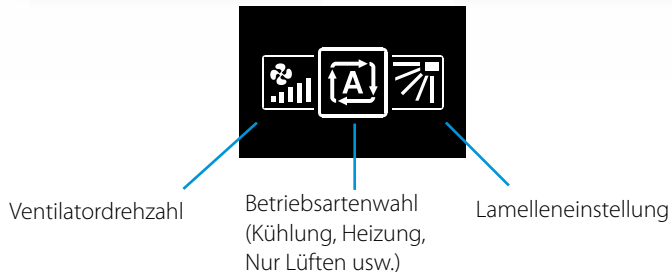 A
Ventilatordrehzahl
Betriebsartenwahl
(Kühlung, Heizung,
Nur Lüften usw.)
Lamelleneinstellung